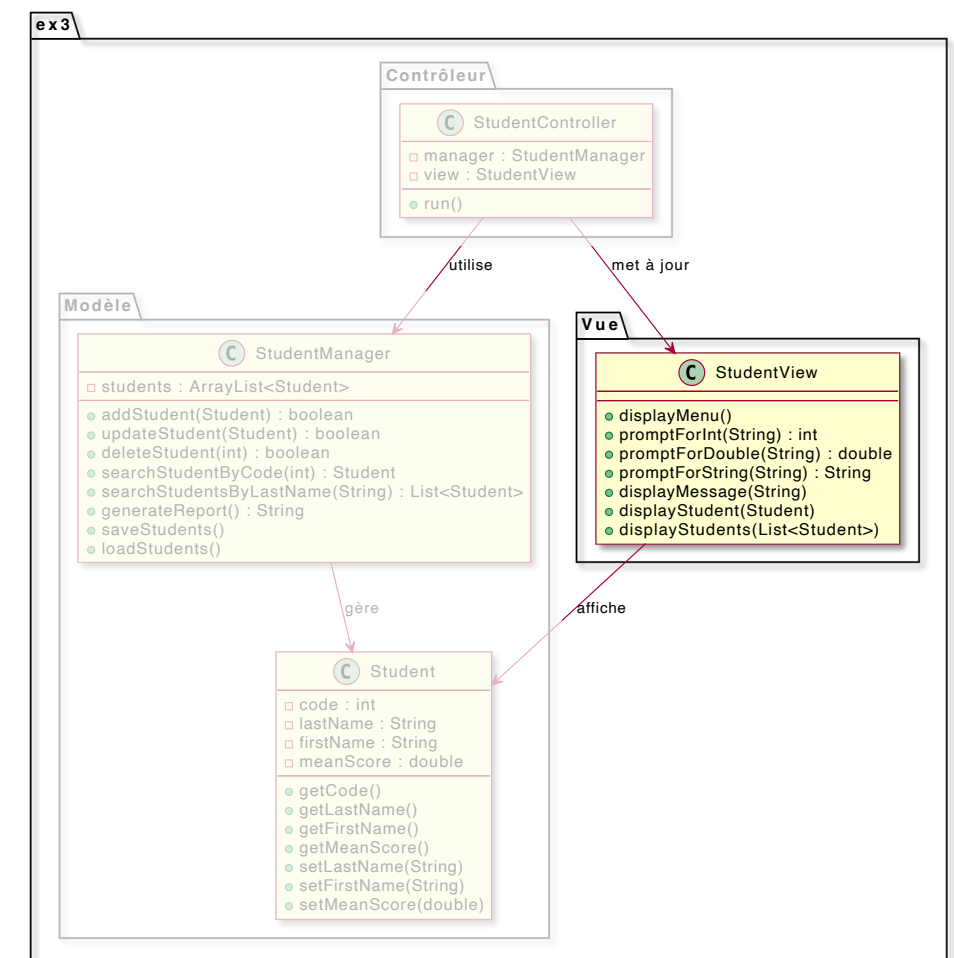 ex3
Contrôleur
C StudentController
manager : StudentManager
view : StudentView
run()
utilise
met à jour
Modèle
C StudentManager
students : ArrayList<Student>
addStudent(Student) : boolean
updateStudent(Student) : boolean
deleteStudent(int) : boolean
searchStudentByCode(int) : Student
searchStudentsByLastName(String) : List<Student>
generateReport() : String
saveStudents()
loadStudents()
Vue
C StudentView
displayMenu()
promptForInt(String) : int
promptForDouble(String) : double
promptForString(String) : String
displayMessage(String)
displayStudent(Student)
displayStudents(List<Student>)
gère
affiche
C Student
code : int
lastName : String
firstName : String
meanScore : double
getCode()
getLastName()
getFirstName()
getMeanScore()
setLastName(String)
setFirstName(String)
setMeanScore(double)